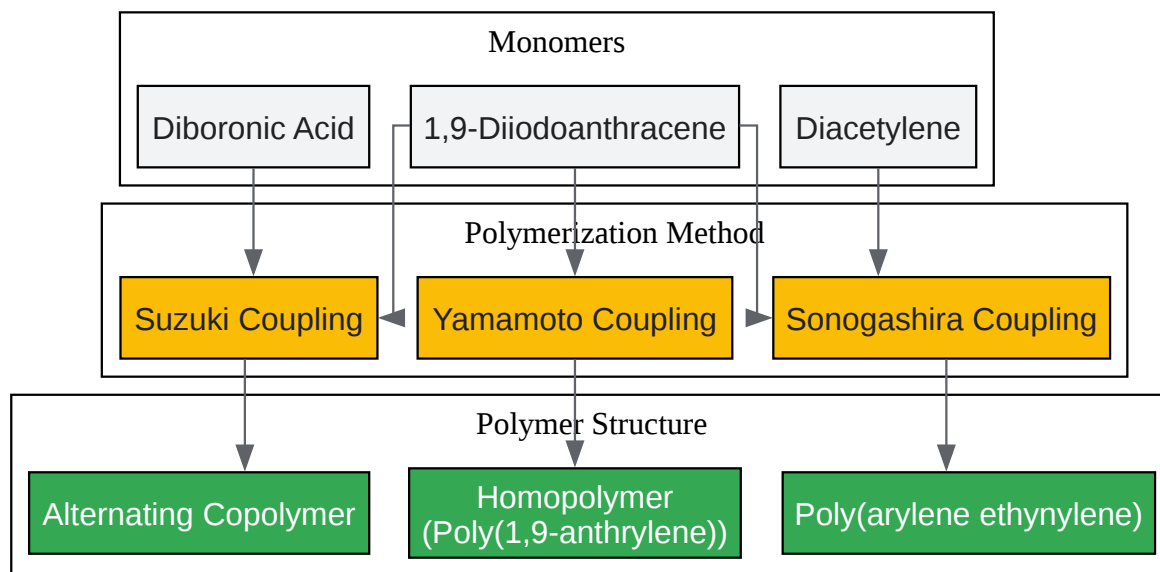 Monomers
Diboronic Acid
1,9-Diiodoanthracene
Diacetylene
Polymerization Method
Suzuki Coupling
Yamamoto Coupling
Sonogashira Coupling
Polymer Structure
Alternating Copolymer
Homopolymer
(Poly(1,9-anthrylene))
Poly(arylene ethynylene)